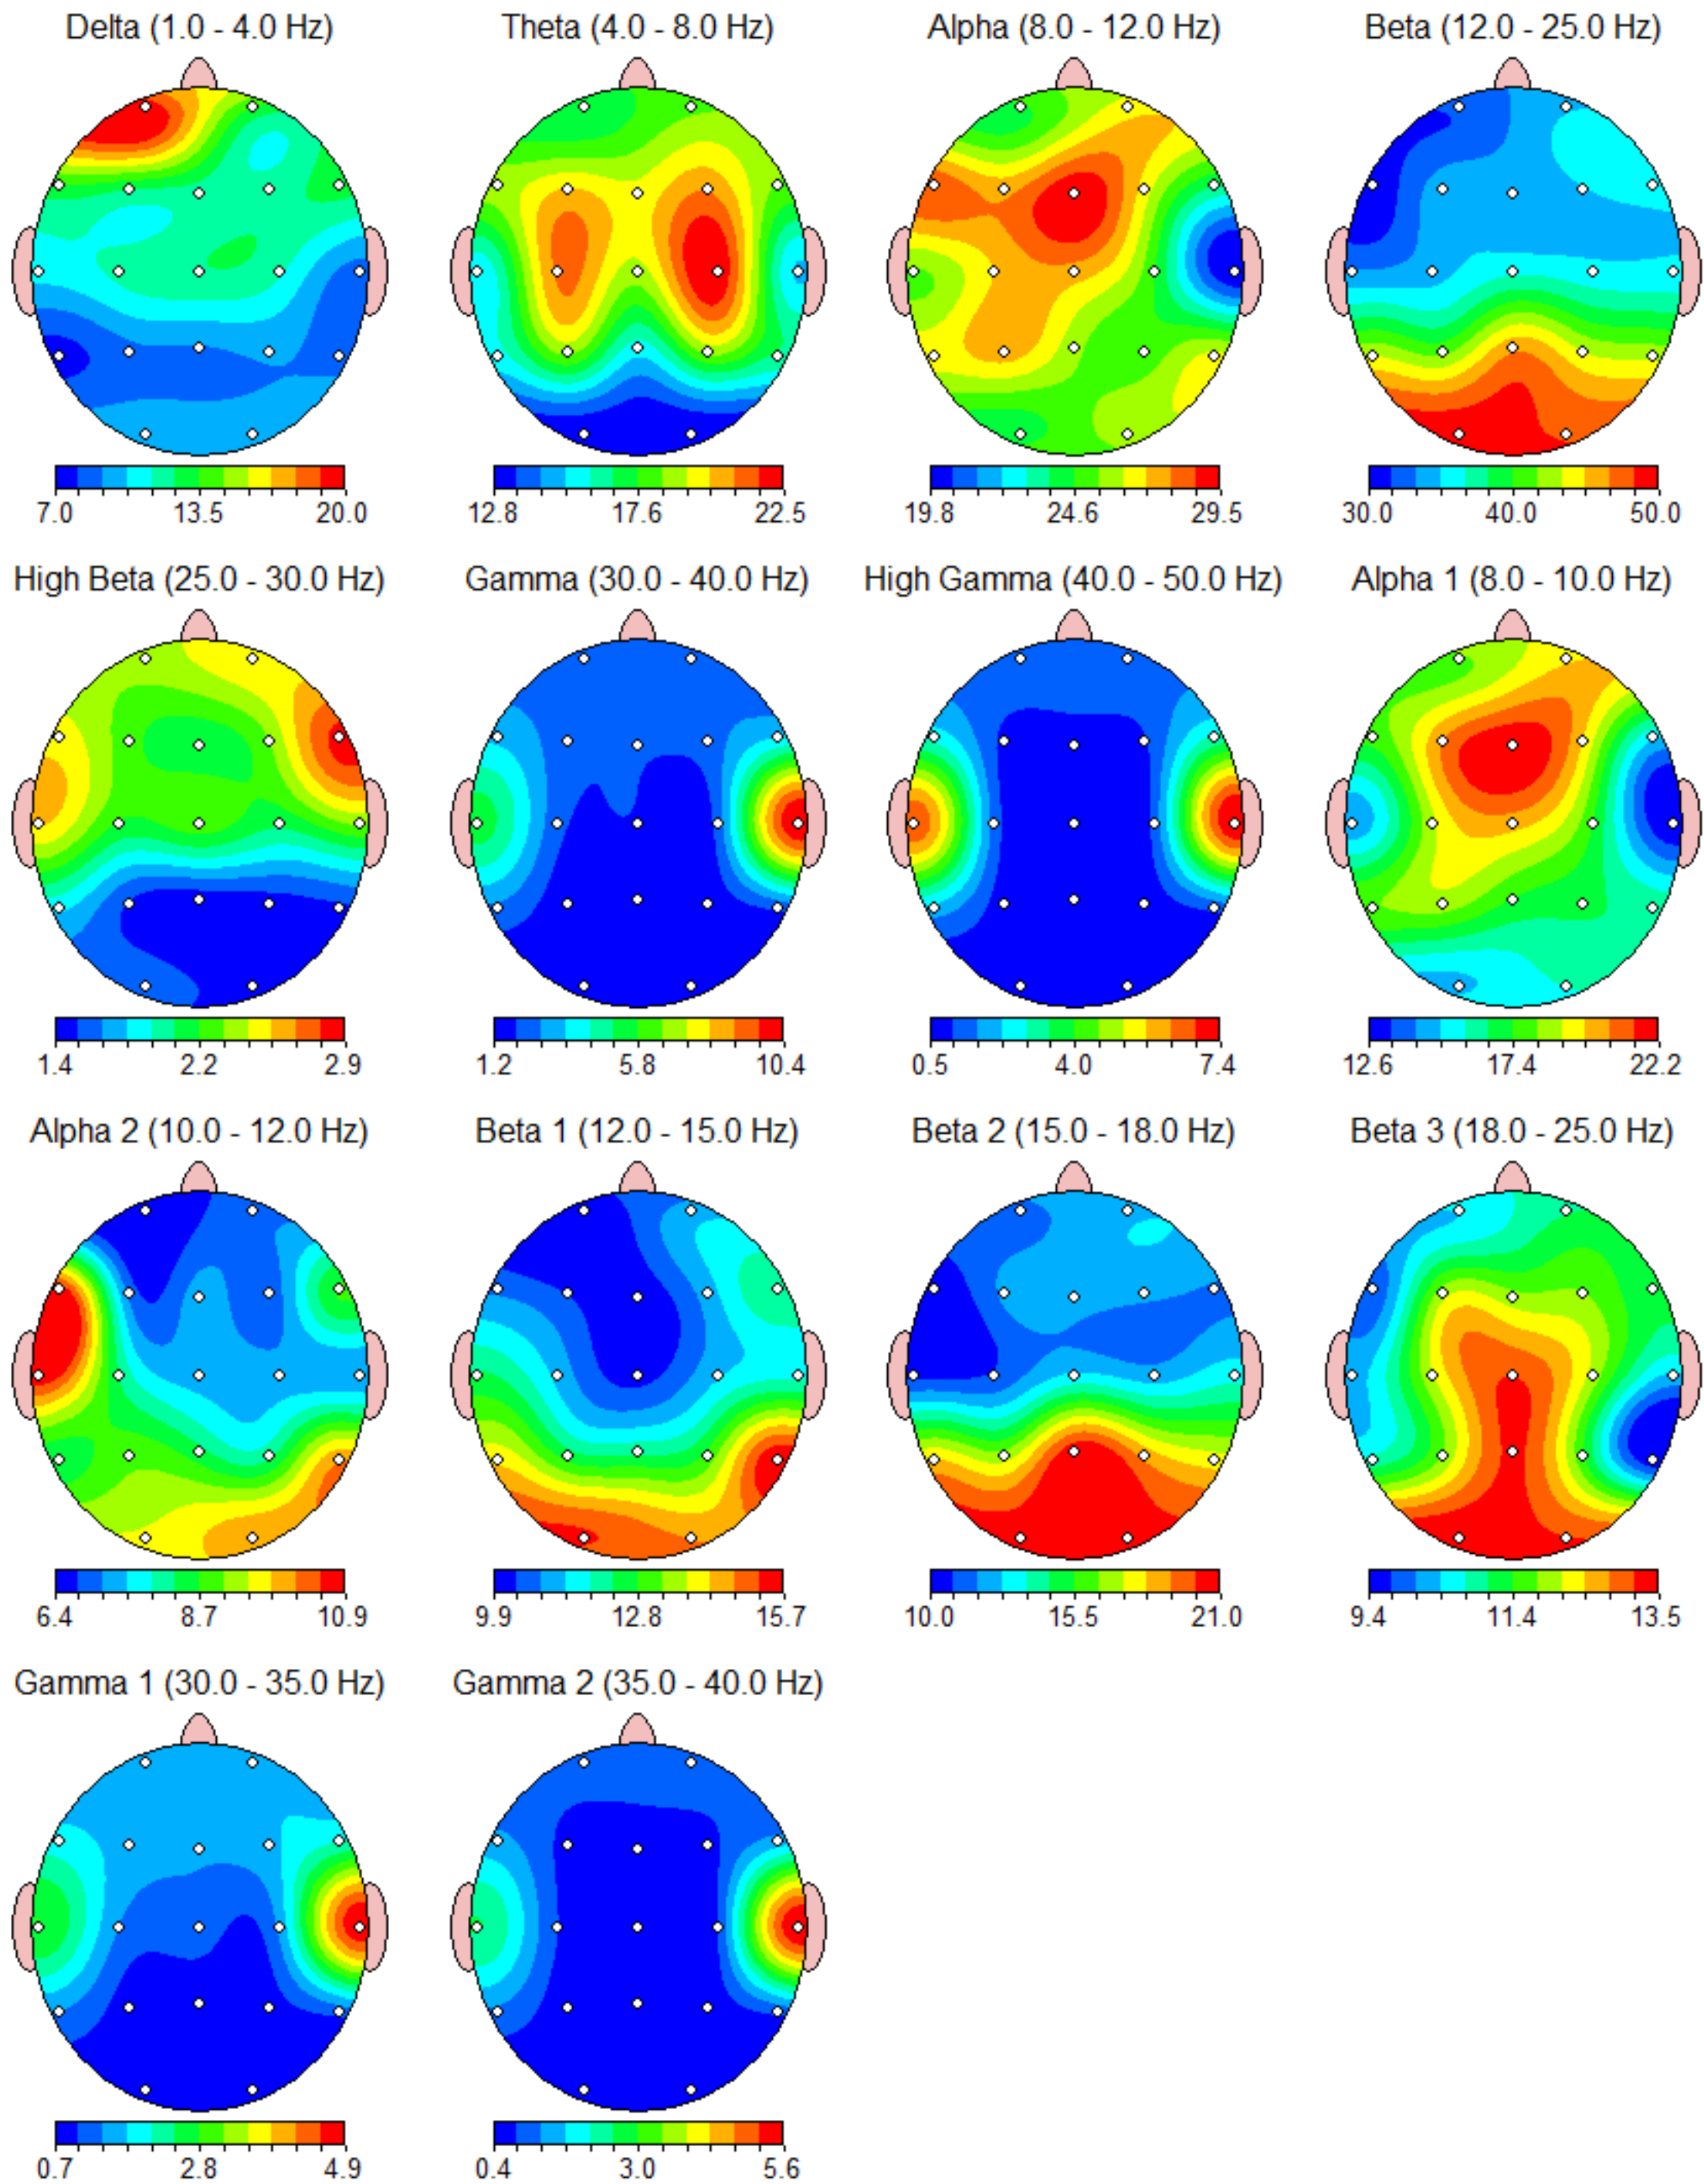 Delta (1.0 - 4.0 Hz)
Theta (4.0 - 8.0 Hz)
Alpha (8.0 - 12.0 Hz)
Beta (12.0 - 25.0 Hz)
7.0 13.5 20.0
12.8 17.6 22.5
19.8 24.6 29.5
30.0 40.0 50.0
High Beta (25.0 - 30.0 Hz)
Gamma (30.0 - 40.0 Hz)
High Gamma (40.0 - 50.0 Hz)
Alpha 1 (8.0 - 10.0 Hz)
1.4 2.2 2.9
1.2 5.8 10.4
0.5 4.0 7.4
12.6 17.4 22.2
Alpha 2 (10.0 - 12.0 Hz)
Beta 1 (12.0 - 15.0 Hz)
Beta 2 (15.0 - 18.0 Hz)
Beta 3 (18.0 - 25.0 Hz)
6.4 8.7 10.9
9.9 12.8 15.7
10.0 15.5 21.0
9.4 11.4 13.5
Gamma 1 (30.0 - 35.0 Hz)
Gamma 2 (35.0 - 40.0 Hz)
0.7 2.8 4.9
0.4 3.0 5.6